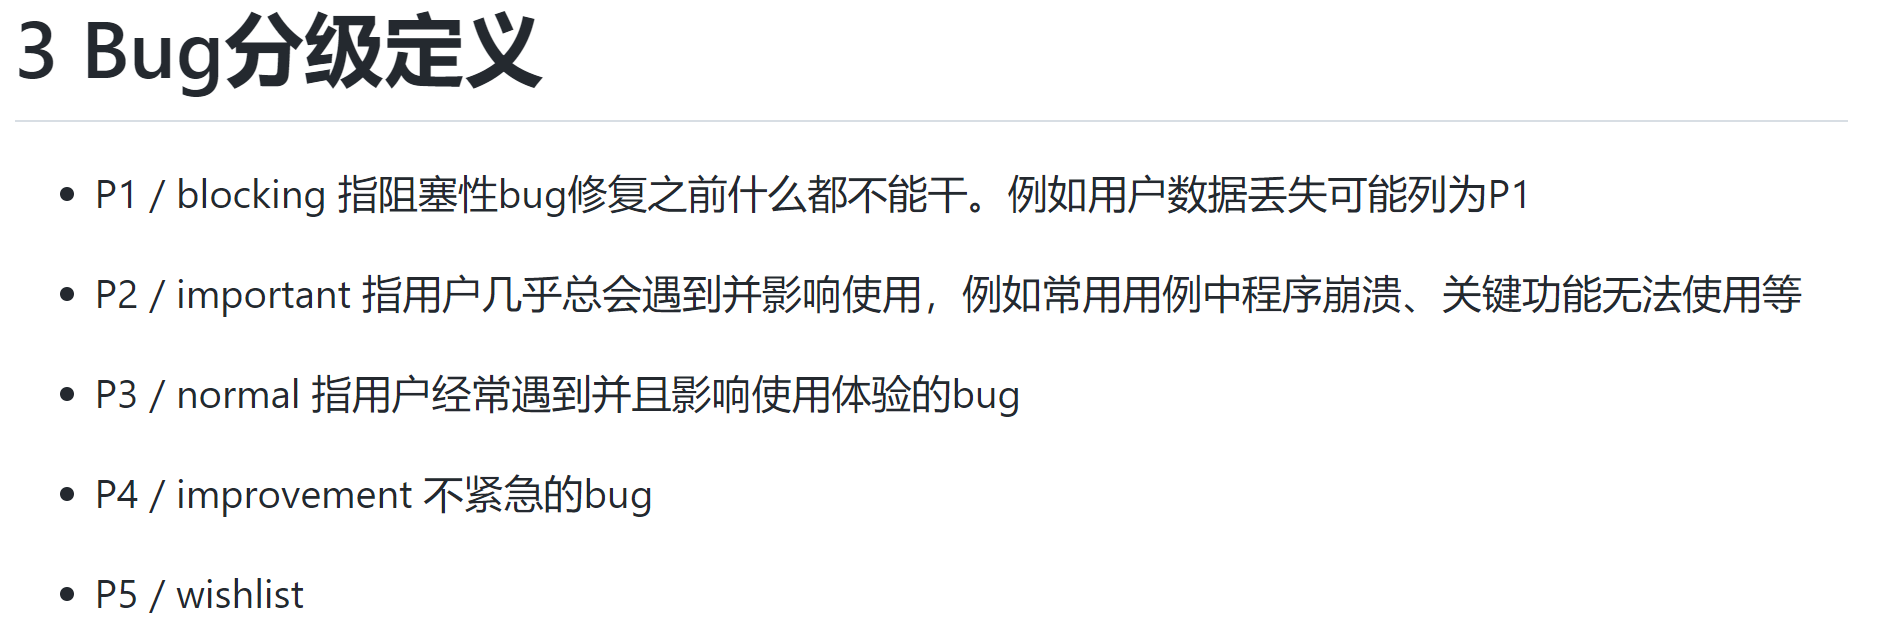 3 Bug分级定义
P1 / blocking 指阻塞性bug修复之前什么都不能干。例如用户数据丢失可能列为P1
P2 / important 指用户几乎总会遇到并影响使用，例如常用用例中程序崩溃、关键功能无法使用等
P3 / normal 指用户经常遇到并且影响使用体验的bug
P4 / improvement 不紧急的bug
P5 / wishlist